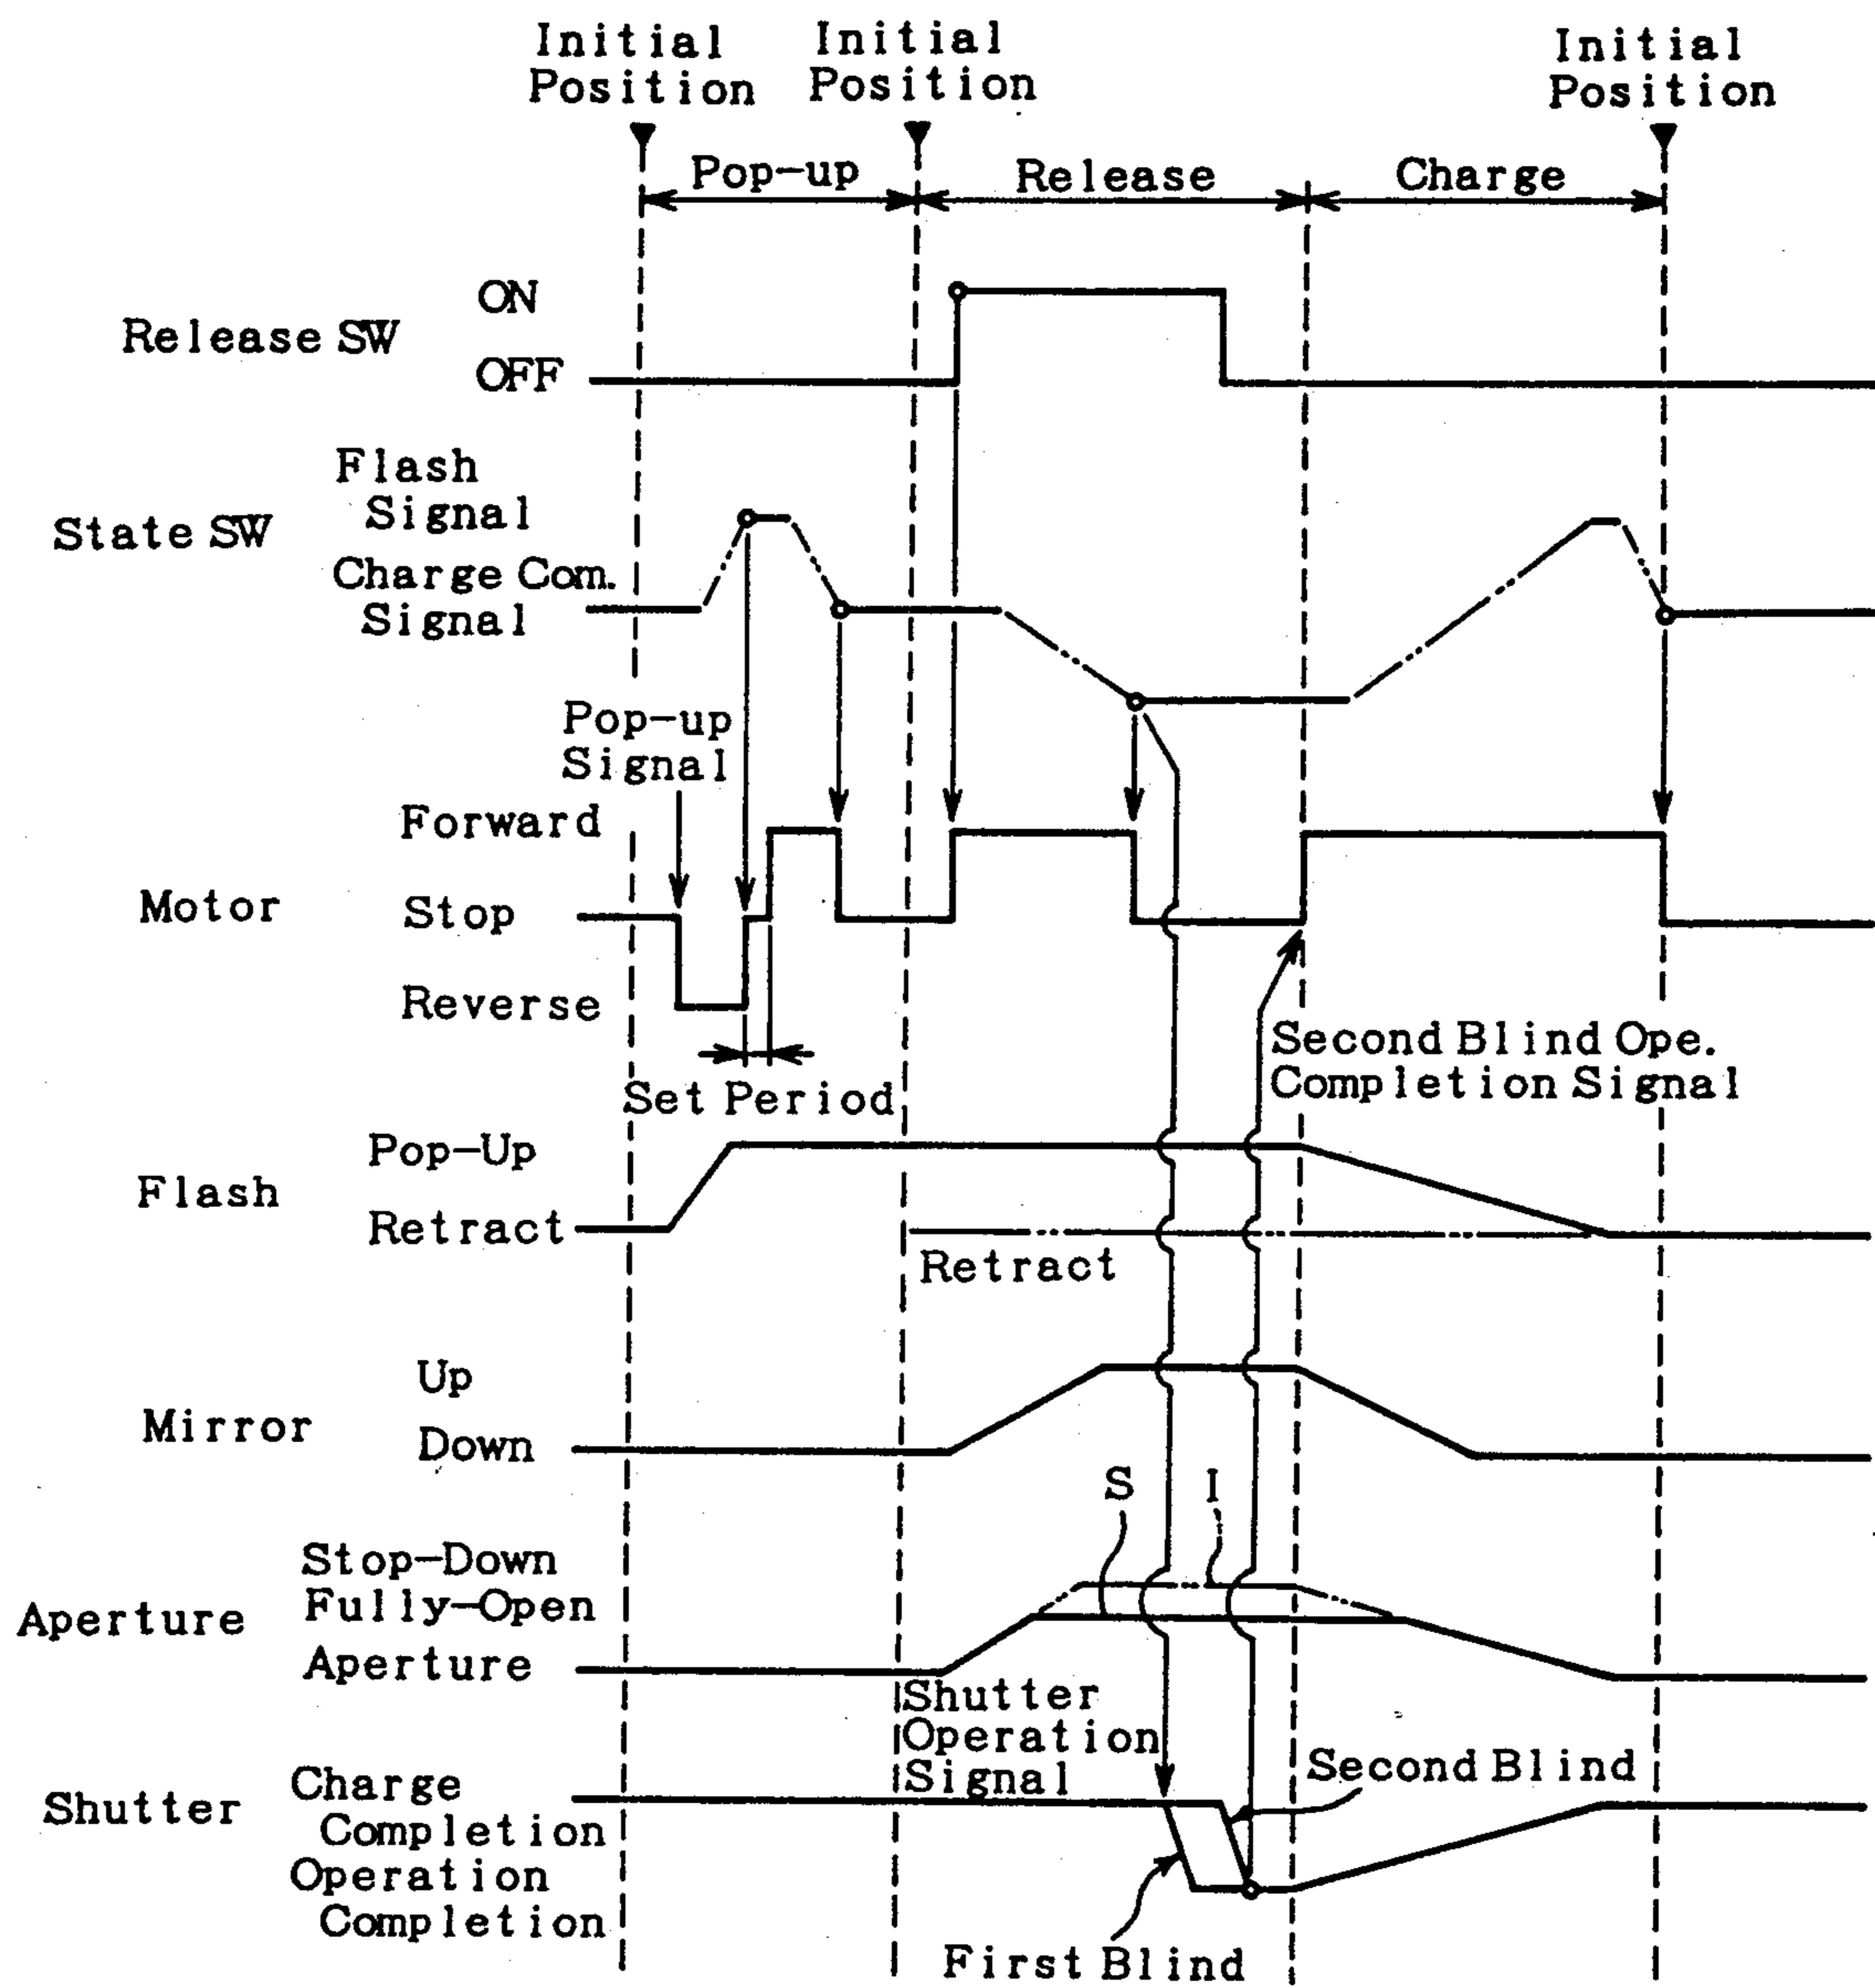 Initial
Position
Initial
Position
Initial
Position
Pop-up
Release
Charge
Release SW
ON
OFF
State SW
Flash
Signal
Charge Com.
Signal
Pop-up
Signal
Motor
Forward
Stop
Reverse
Set Period
Second Blind Ope.
Completion Signal
Flash
Pop-Up
Retract
Retract
Mirror
Up
Down
S
I
Aperture
Stop-Down
Fully-Open
Aperture
Shutter
Operation
Signal
Shutter
Charge
Completion
Operation
Completion
Second Blind
First Blind